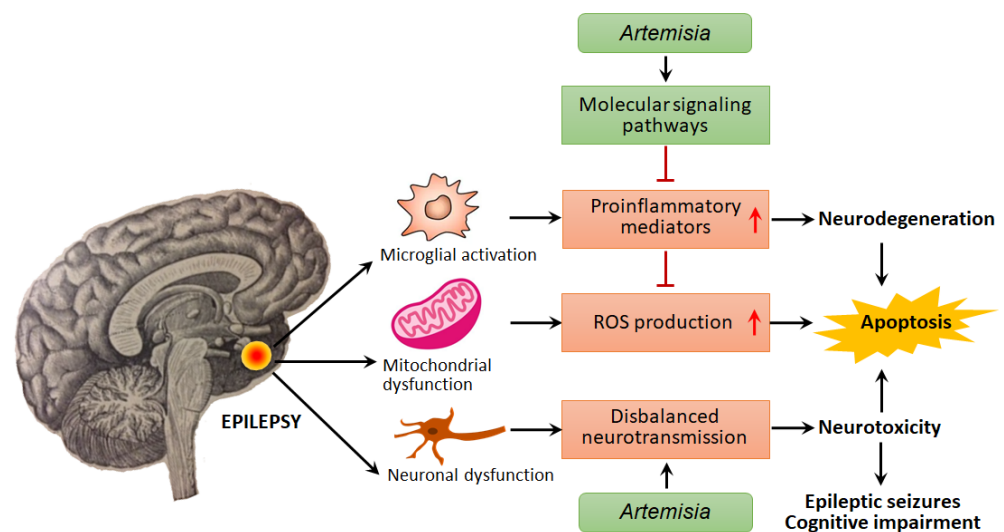 Artemisia
Molecular signaling
pathways
Proinflammatory
mediators
Neurodegeneration
Microglial activation
ROS production
Apoptosis
Mitochondrial
dysfunction
EPILEPSY
Disbalanced
neurotransmission
Neurotoxicity
Neuronal dysfunction
Artemisia
Epileptic seizures
Cognitive impairment